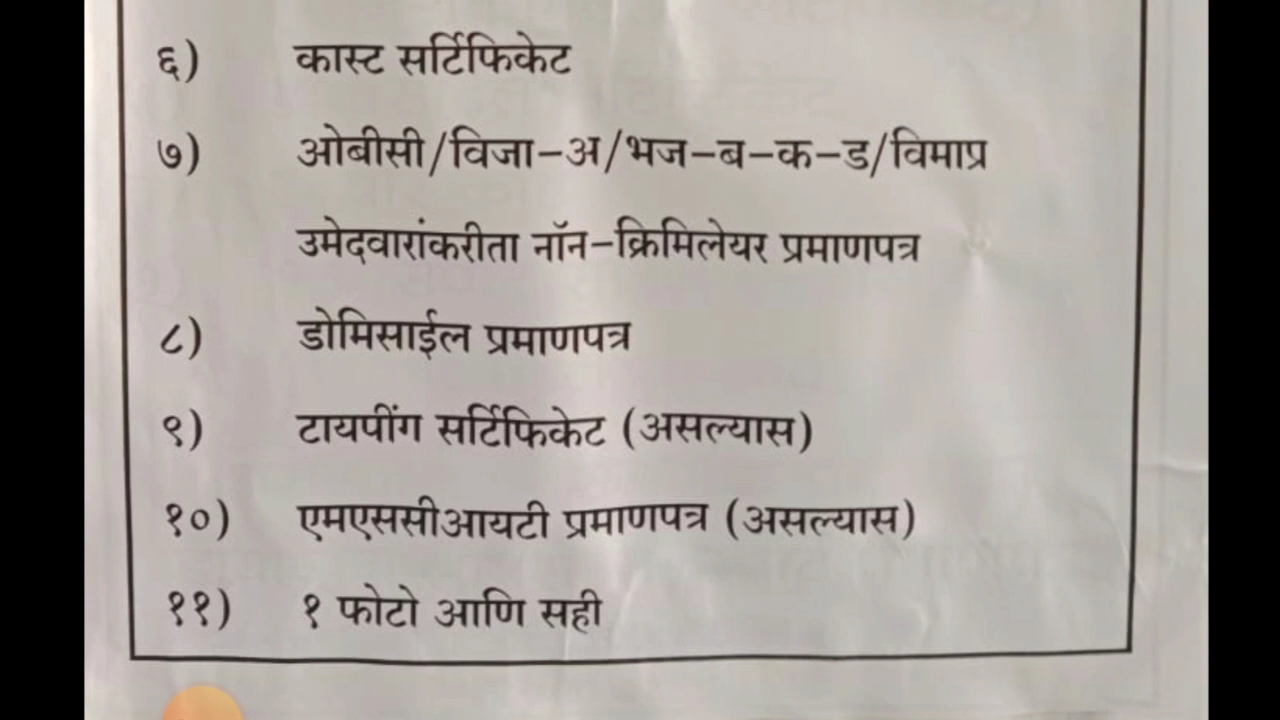 ६) कास्ट सर्टिफिकेट
७) ओबीसी/विजा-अ/भज-ब-क-ड/विमाप्र
उमेदवारांकरीता नॉन-क्रिमिलेयर प्रमाणपत्र
८) डोमिसाईल प्रमाणपत्र
९) टायपींग सर्टिफिकेट (असल्यास)
१०) एमएससीआयटी प्रमाणपत्र (असल्यास)
११) १ फोटो आणि सही